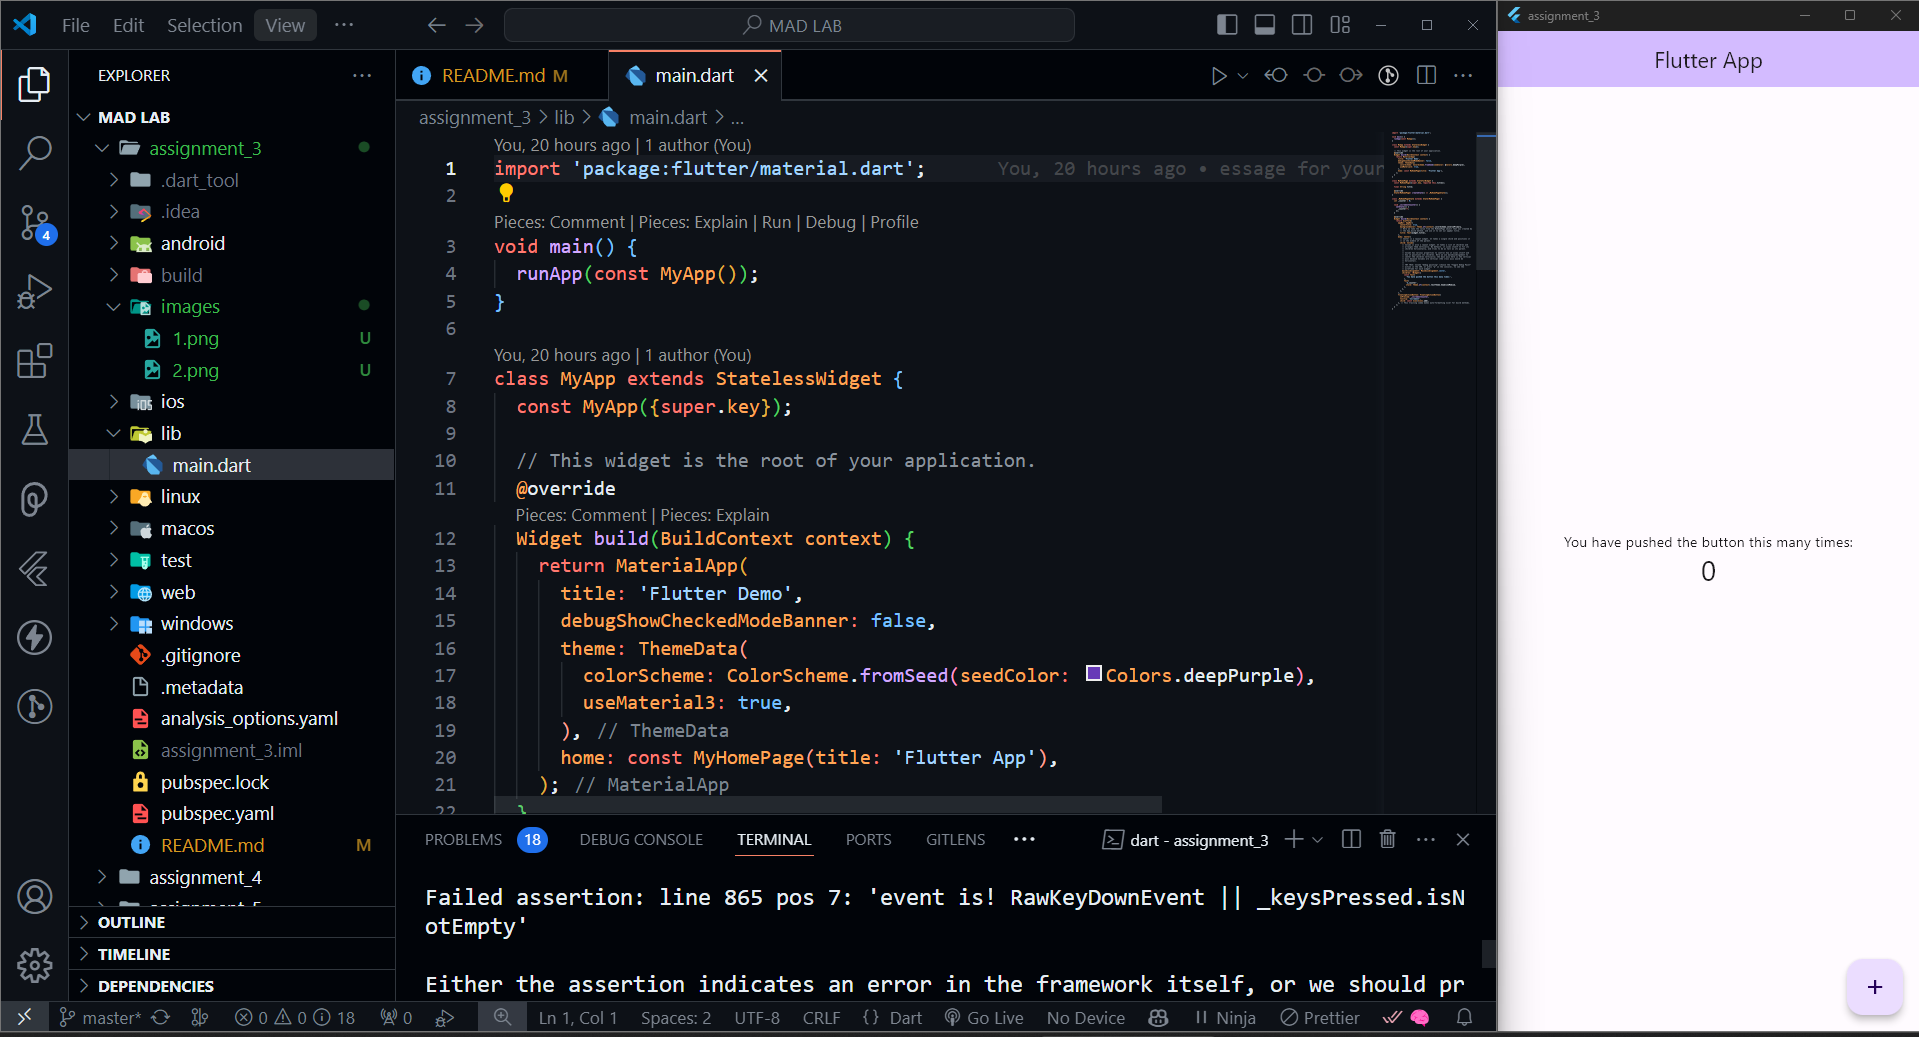 File Edit Selection View ···
MAD LAB
assignment_3
EXPLORER
MAD LAB
assignment_3
.dart_tool
.idea
android
build
images
1.png U
2.png U
ios
lib
main.dart
linux
macos
test
web
windows
.gitignore
.metadata
analysis_options.yaml
assignment_3.iml
pubspec.lock
pubspec.yaml
README.md M
assignment_4
OUTLINE
TIMELINE
DEPENDENCIES
4
README.md M
main.dart
assignment_3 > lib > main.dart > ...
You, 20 hours ago | 1 author (You)
1 import 'package:flutter/material.dart'; You, 20 hours ago • essage for your
2
Pieces: Comment | Pieces: Explain | Run | Debug | Profile
3 void main() {
4 runApp(const MyApp());
5 }
6
You, 20 hours ago | 1 author (You)
7 class MyApp extends StatelessWidget {
8 const MyApp({super.key});
9
10 // This widget is the root of your application.
11 @override
Pieces: Comment | Pieces: Explain
12 Widget build(BuildContext context) {
13 return MaterialApp(
14 title: 'Flutter Demo',
15 debugShowCheckedModeBanner: false,
16 theme: ThemeData(
17 colorScheme: ColorScheme.fromSeed(seedColor: Colors.deepPurple),
18 useMaterial3: true,
19 ), // ThemeData
20 home: const MyHomePage(title: 'Flutter App'),
21 ); // MaterialApp
22 }
PROBLEMS 18 DEBUG CONSOLE TERMINAL PORTS GITLENS ··· dart - assignment_3
Failed assertion: line 865 pos 7: 'event is! RawKeyDownEvent || _keysPressed.isN
otEmpty'
Either the assertion indicates an error in the framework itself, or we should pr
master* 0 0 18 0 Ln 1, Col 1 Spaces: 2 UTF-8 CRLF {} Dart Go Live No Device Ninja Prettier
Flutter App
You have pushed the button this many times:
0
+